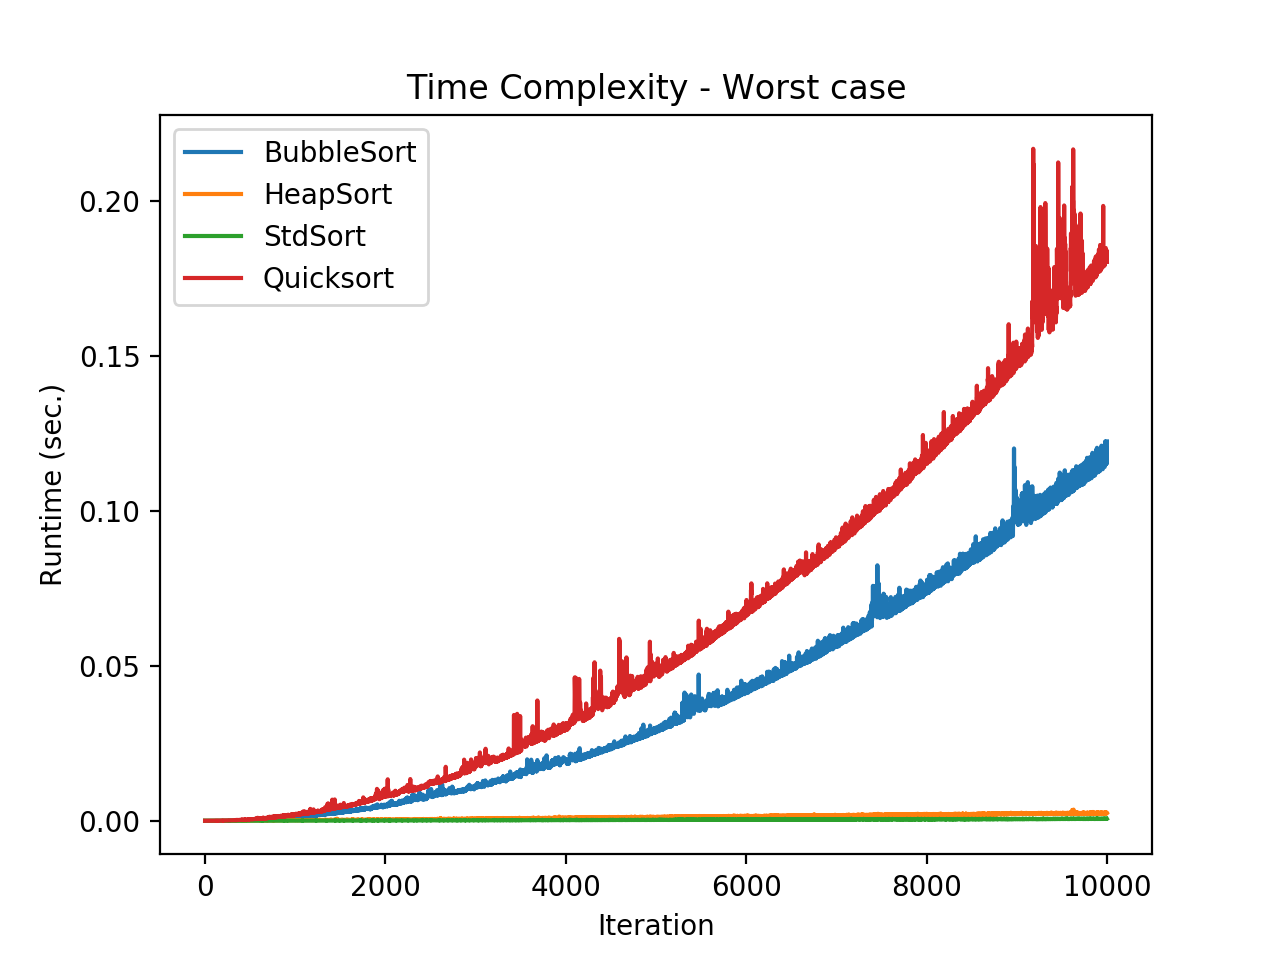 Time Complexity - Worst case
BubbleSort
HeapSort
StdSort
Quicksort
Runtime (sec.)
0.20
0.15
0.10
0.05
0.00
0 2000 4000 6000 8000 10000
Iteration